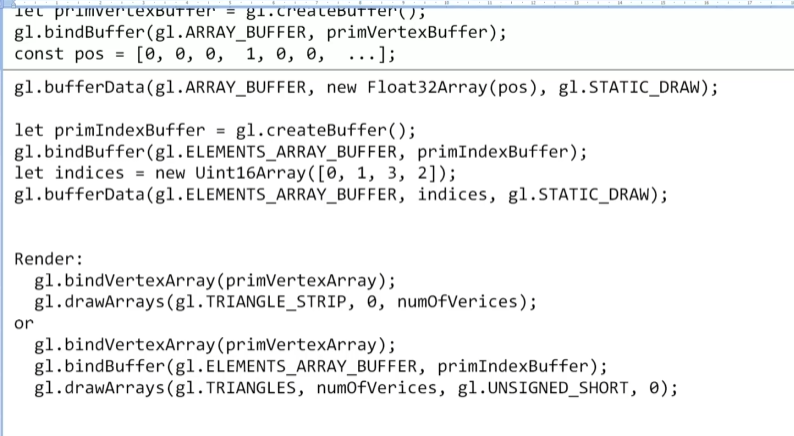 let primVertexBuffer = gl.createBuffer();
gl.bindBuffer(gl.ARRAY_BUFFER, primVertexBuffer);
const pos = [0, 0, 0,  1, 0, 0,  ...];
gl.bufferData(gl.ARRAY_BUFFER, new Float32Array(pos), gl.STATIC_DRAW);
let primIndexBuffer = gl.createBuffer();
gl.bindBuffer(gl.ELEMENTS_ARRAY_BUFFER, primIndexBuffer);
let indices = new Uint16Array([0, 1, 3, 2]);
gl.bufferData(gl.ELEMENTS_ARRAY_BUFFER, indices, gl.STATIC_DRAW);
Render:
gl.bindVertexArray(primVertexArray);
gl.drawArrays(gl.TRIANGLE_STRIP, 0, numOfVerices);
or
gl.bindVertexArray(primVertexArray);
gl.bindBuffer(gl.ELEMENTS_ARRAY_BUFFER, primIndexBuffer);
gl.drawArrays(gl.TRIANGLES, numOfVerices, gl.UNSIGNED_SHORT, 0);